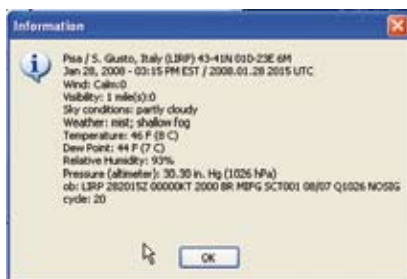 Information
Pisa / S. Gusto, Italy (LIRP) 43-41N 010-23E 6M
Jan 28, 2008 - 03:15 PM EST / 2008.01.28 2015 UTC
Wind: Calm:0
Visibility: 1 mile(s):0
Sky conditions: partly cloudy
Weather: mist; shallow fog
Temperature: 46 F (8 C)
Dew Point: 44 F (7 C)
Relative Humidity: 93%
Pressure (altimeter): 30.30 in. Hg (1026 hPa)
ob: LIRP 282015Z 00000KT 2000 BR MIFG SCT001 08/07 Q1026 NOSIG
cycle: 20
OK